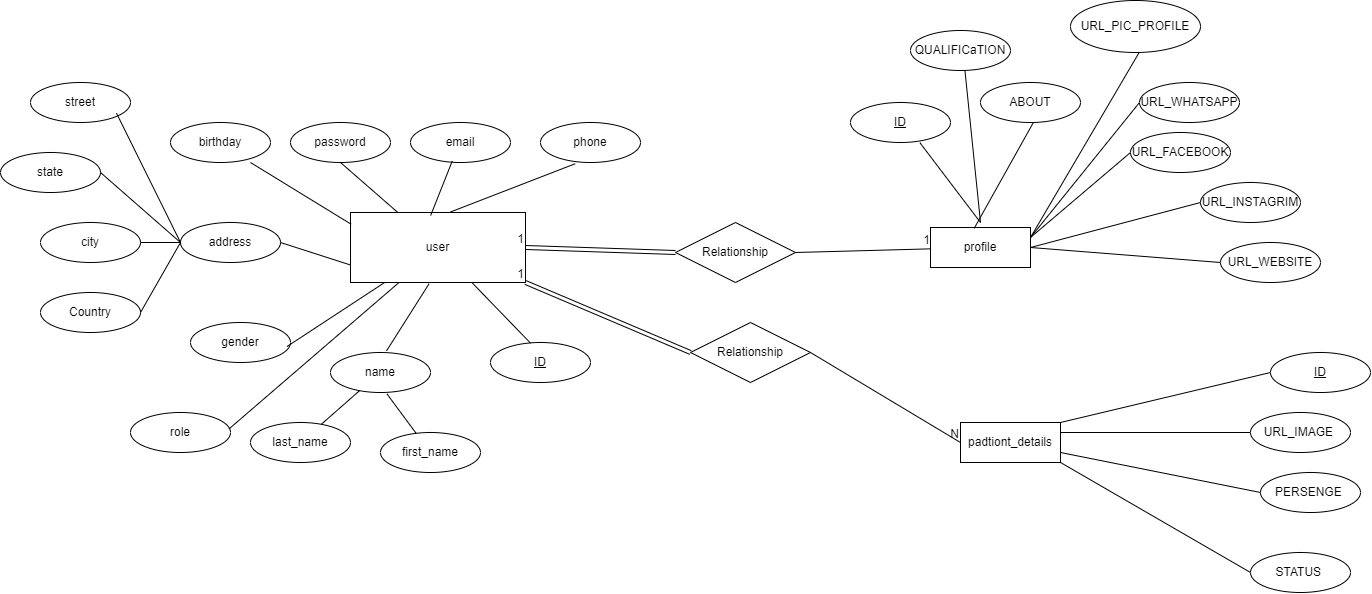 URL_PIC_PROFILE
QUALIFICaTION
street
ABOUT
URL_WHATSAPP
ID
birthday
password
email
phone
URL_FACEBOOK
state
URL_INSTAGRIM
city
address
user
1
Relationship
1
profile
URL_WEBSITE
1
Country
gender
name
ID
Relationship
ID
role
last_name
first_name
N
padtiont_details
URL_IMAGE
PERSENGE
STATUS